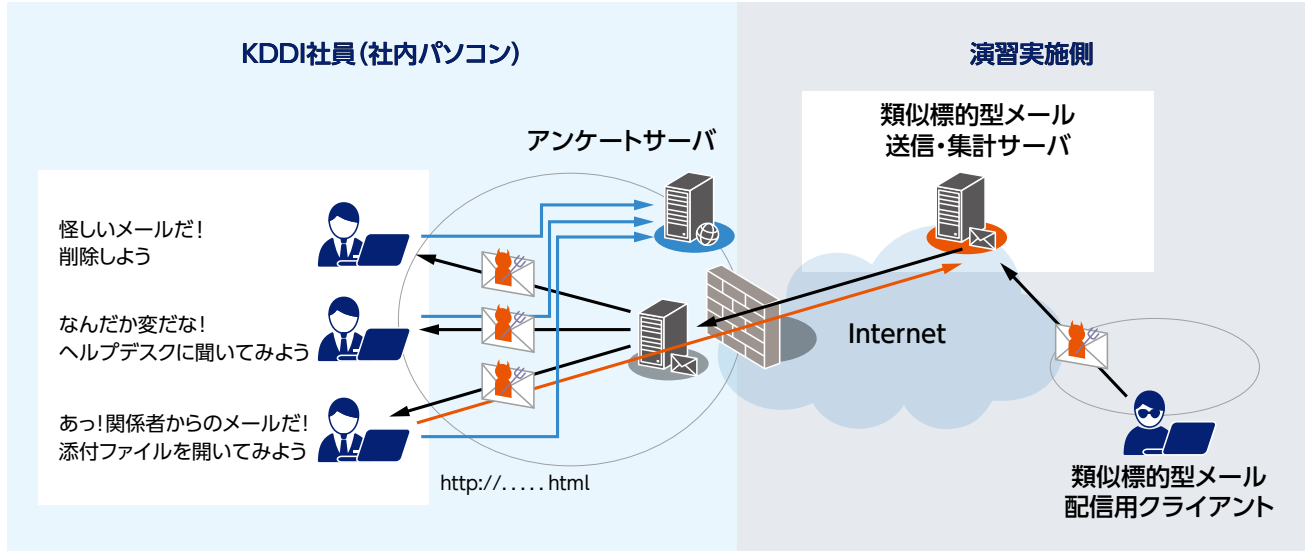 KDDI社員（社内パソコン）
演習実施側
類似標的型メール
送信・集計サーバ
アンケートサーバ
怪しいメールだ！
削除しよう
なんだか変だな！
ヘルプデスクに聞いてみよう
Internet
あっ！関係者からのメールだ！
添付ファイルを開いてみよう
http://.....html
類似標的型メール
配信用クライアント